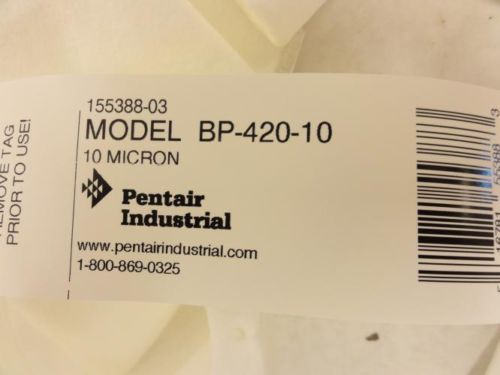 155388-03
MODEL BP-420-10
10 MICRON
Pentair
Industrial
www.pentairindustrial.com
1-800-869-0325
REMOVE TAG
PRIOR TO USE!